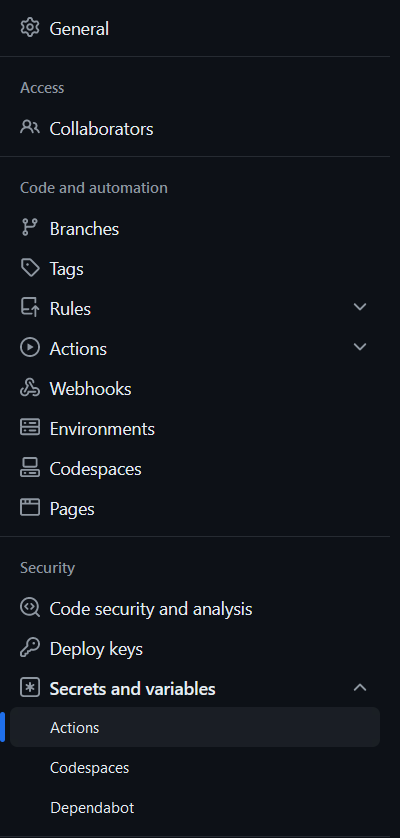 General
Access
Collaborators
Code and automation
Branches
Tags
Rules
Actions
Webhooks
Environments
Codespaces
Pages
Security
Code security and analysis
Deploy keys
Secrets and variables
Actions
Codespaces
Dependabot